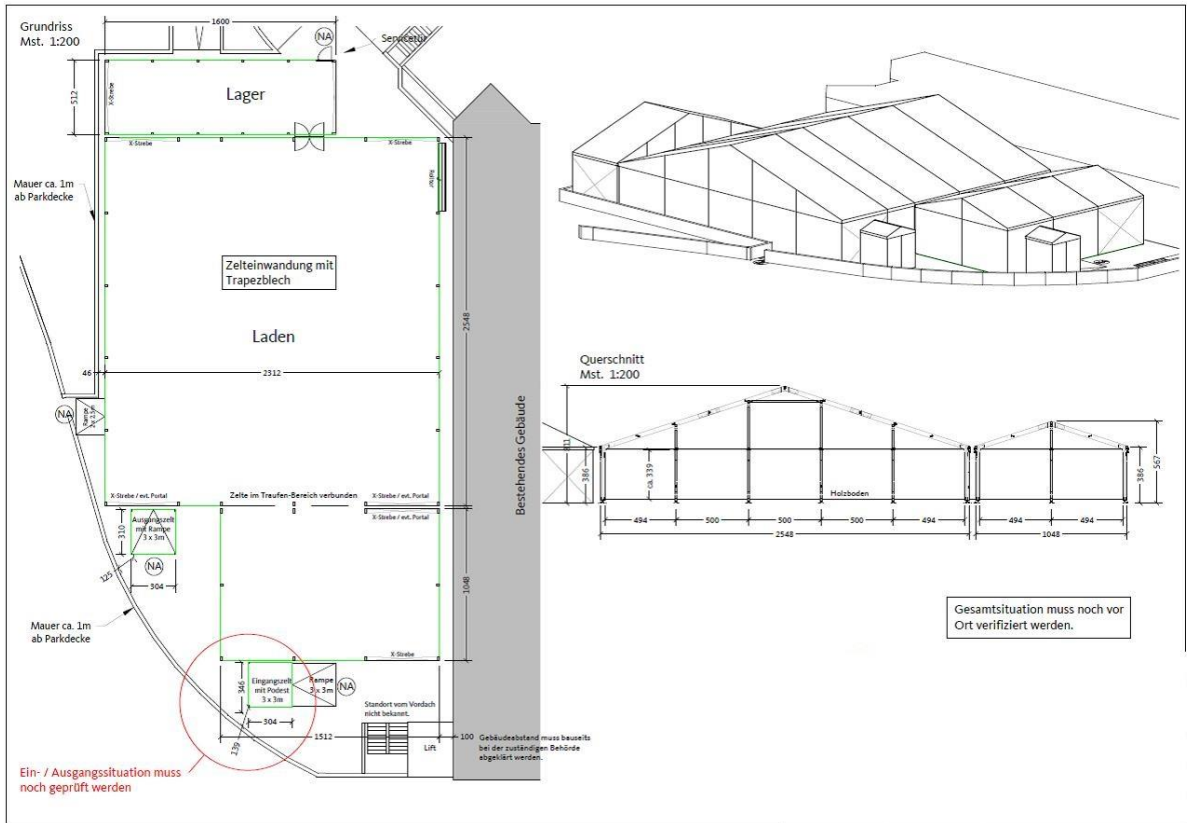 Grundriss
Mst. 1:200
1600
NA
Servicetür
512
X-Strebe
Lager
X-Strebe
X-Strebe
Mauer ca. 1m
ab Parkdecke
Zelteinwandung mit
Trapezblech
Laden
2548
46
2312
NA
Rampe
Bestehendes Gebäude
X-Strebe / evt. Portal
Zelte im Traufen-Bereich verbunden
X-Strebe / evt. Portal
X-Strebe / evt. Portal
310
Ausgangszelt
mit Rampe
3 x 3m
NA
125
304
1048
Mauer ca. 1m
ab Parkdecke
X-Strebe
346
Eingangszelt
mit Podest
3 x 3m
Rampe
3 x 3m
NA
304
139
Standort vom Vordach
nicht bekannt.
1512
100
Lift
Gebäudeabstand muss bauseits
bei der zuständigen Behörde
abgeklärt werden.
Ein- / Ausgangssituation muss
noch geprüft werden
Querschnitt
Mst. 1:200
811
386
ca. 339
Holzboden
386
567
494
500
500
500
494
494
494
2548
1048
Gesamtsituation muss noch vor
Ort verifiziert werden.